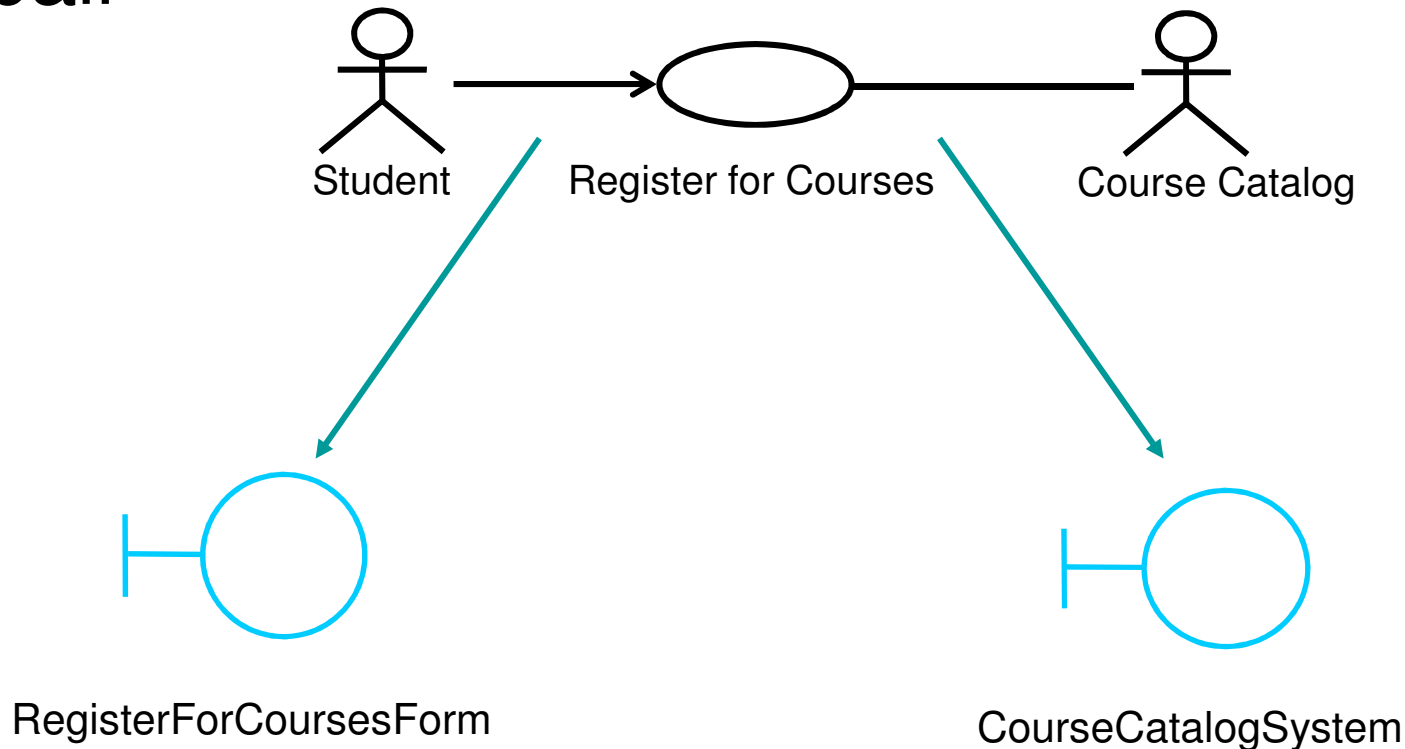 Student
Register for Courses
Course Catalog
RegisterForCoursesForm
CourseCatalogSystem